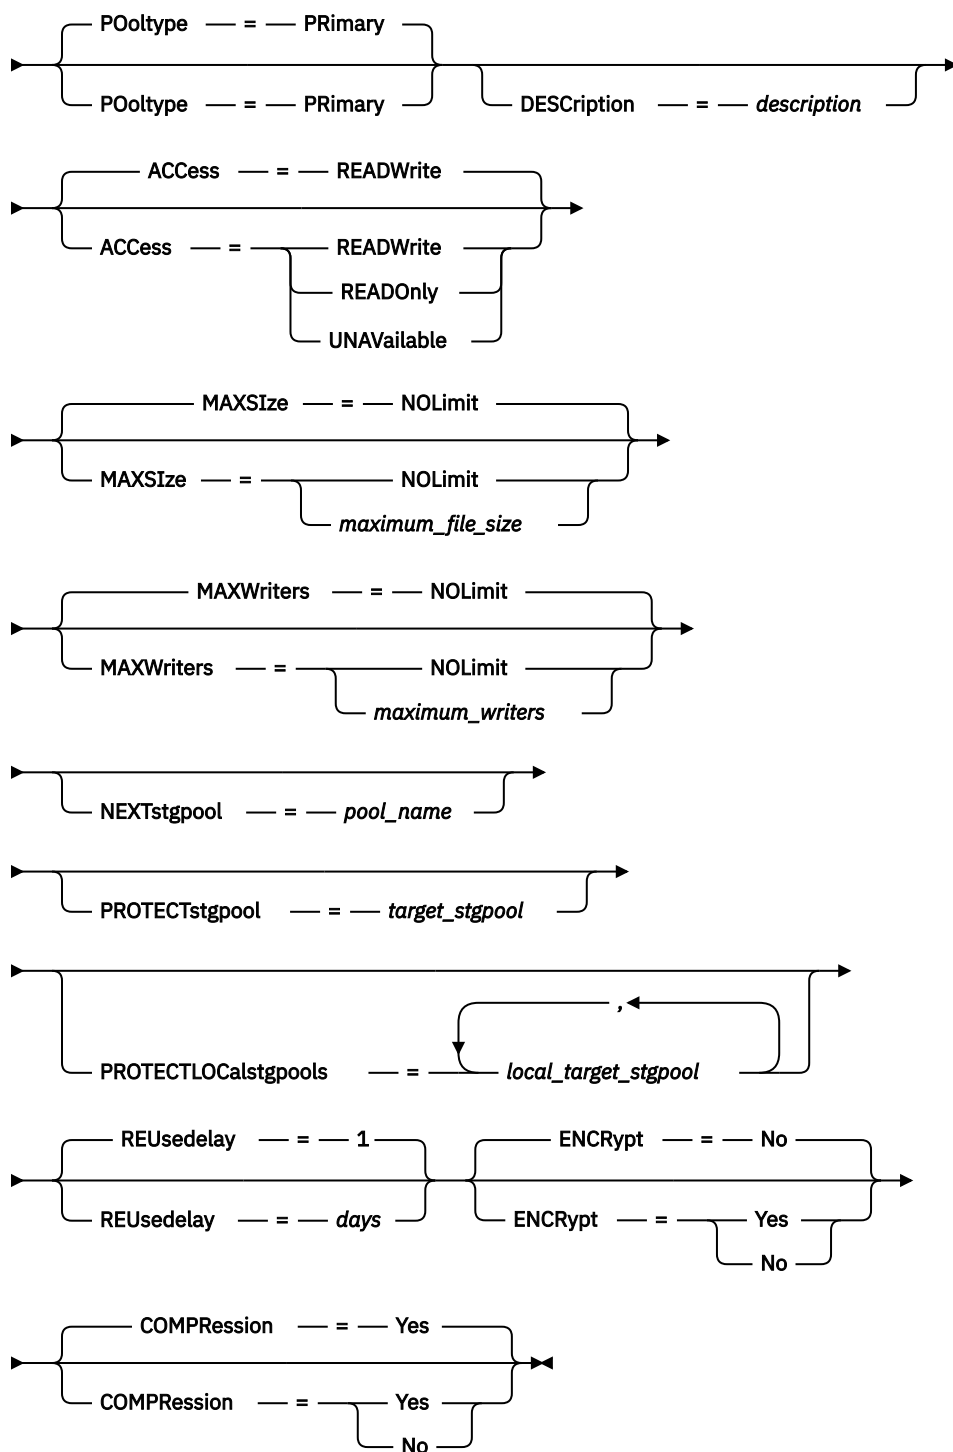 POoltype = PRimary
POoltype = PRimary DESCription = description
ACCess = READWrite
ACCess = READWrite
READOnly
UNAVailable
MAXSIze = NOLimit
MAXSIze = NOLimit
maximum_file_size
MAXWriters = NOLimit
MAXWriters = NOLimit
maximum_writers
NEXTstgpool = pool_name
PROTECTstgpool = target_stgpool
,
PROTECTLOCalstgpools = local_target_stgpool
REUsedelay = 1 ENCRypt = No
REUsedelay = days ENCRypt = Yes
No
COMPRession = Yes
COMPRession = Yes
No